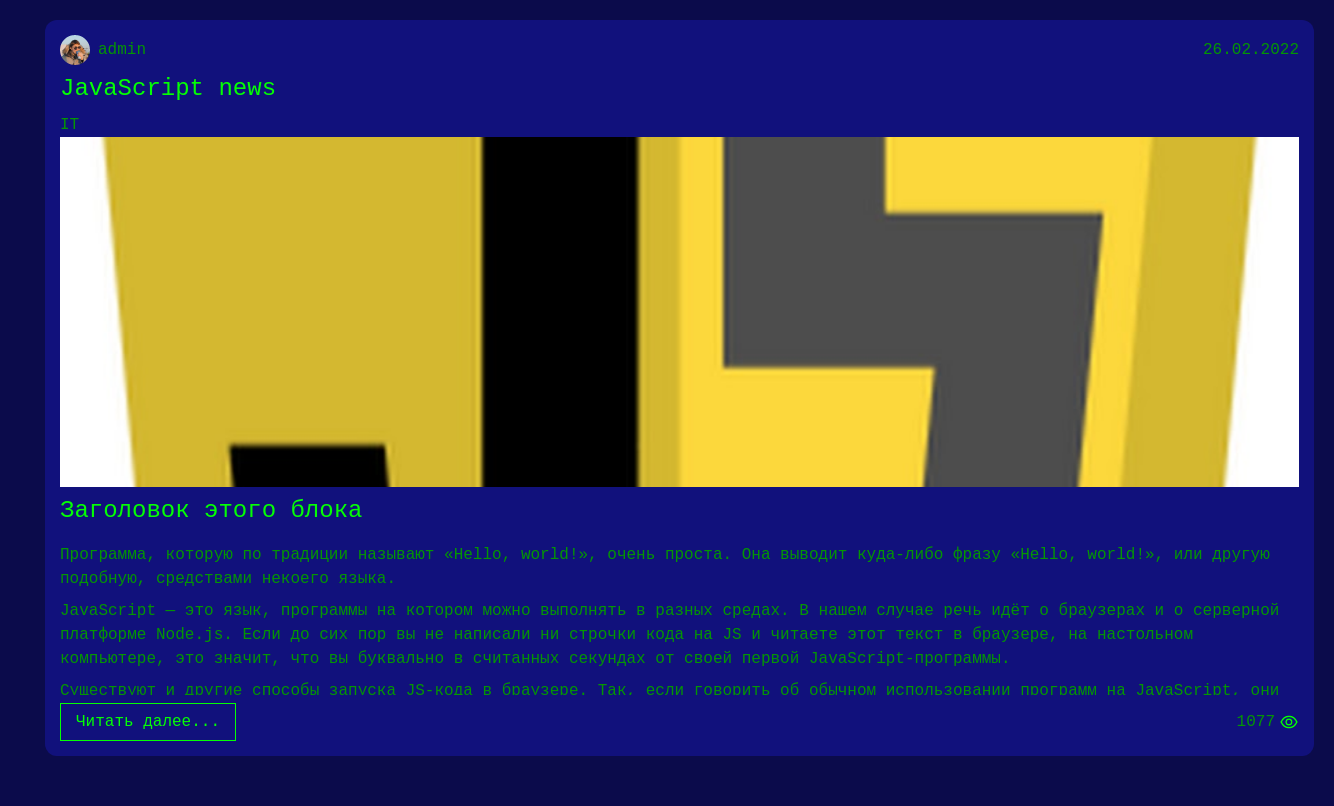 admin
26.02.2022
JavaScript news
IT
Заголовок этого блока
Программа, которую по традиции называют «Hello, world!», очень проста. Она выводит куда-либо фразу «Hello, world!», или другую
подобную, средствами некоего языка.
JavaScript — это язык, программы на котором можно выполнять в разных средах. В нашем случае речь идёт о браузерах и о серверной
платформе Node.js. Если до сих пор вы не написали ни строчки кода на JS и читаете этот текст в браузере, на настольном
компьютере, это значит, что вы буквально в считанных секундах от своей первой JavaScript-программы.
Существуют и другие способы запуска JS-кода в браузере. Так, если говорить об обычном использовании программ на JavaScript, они
Читать далее...
1077